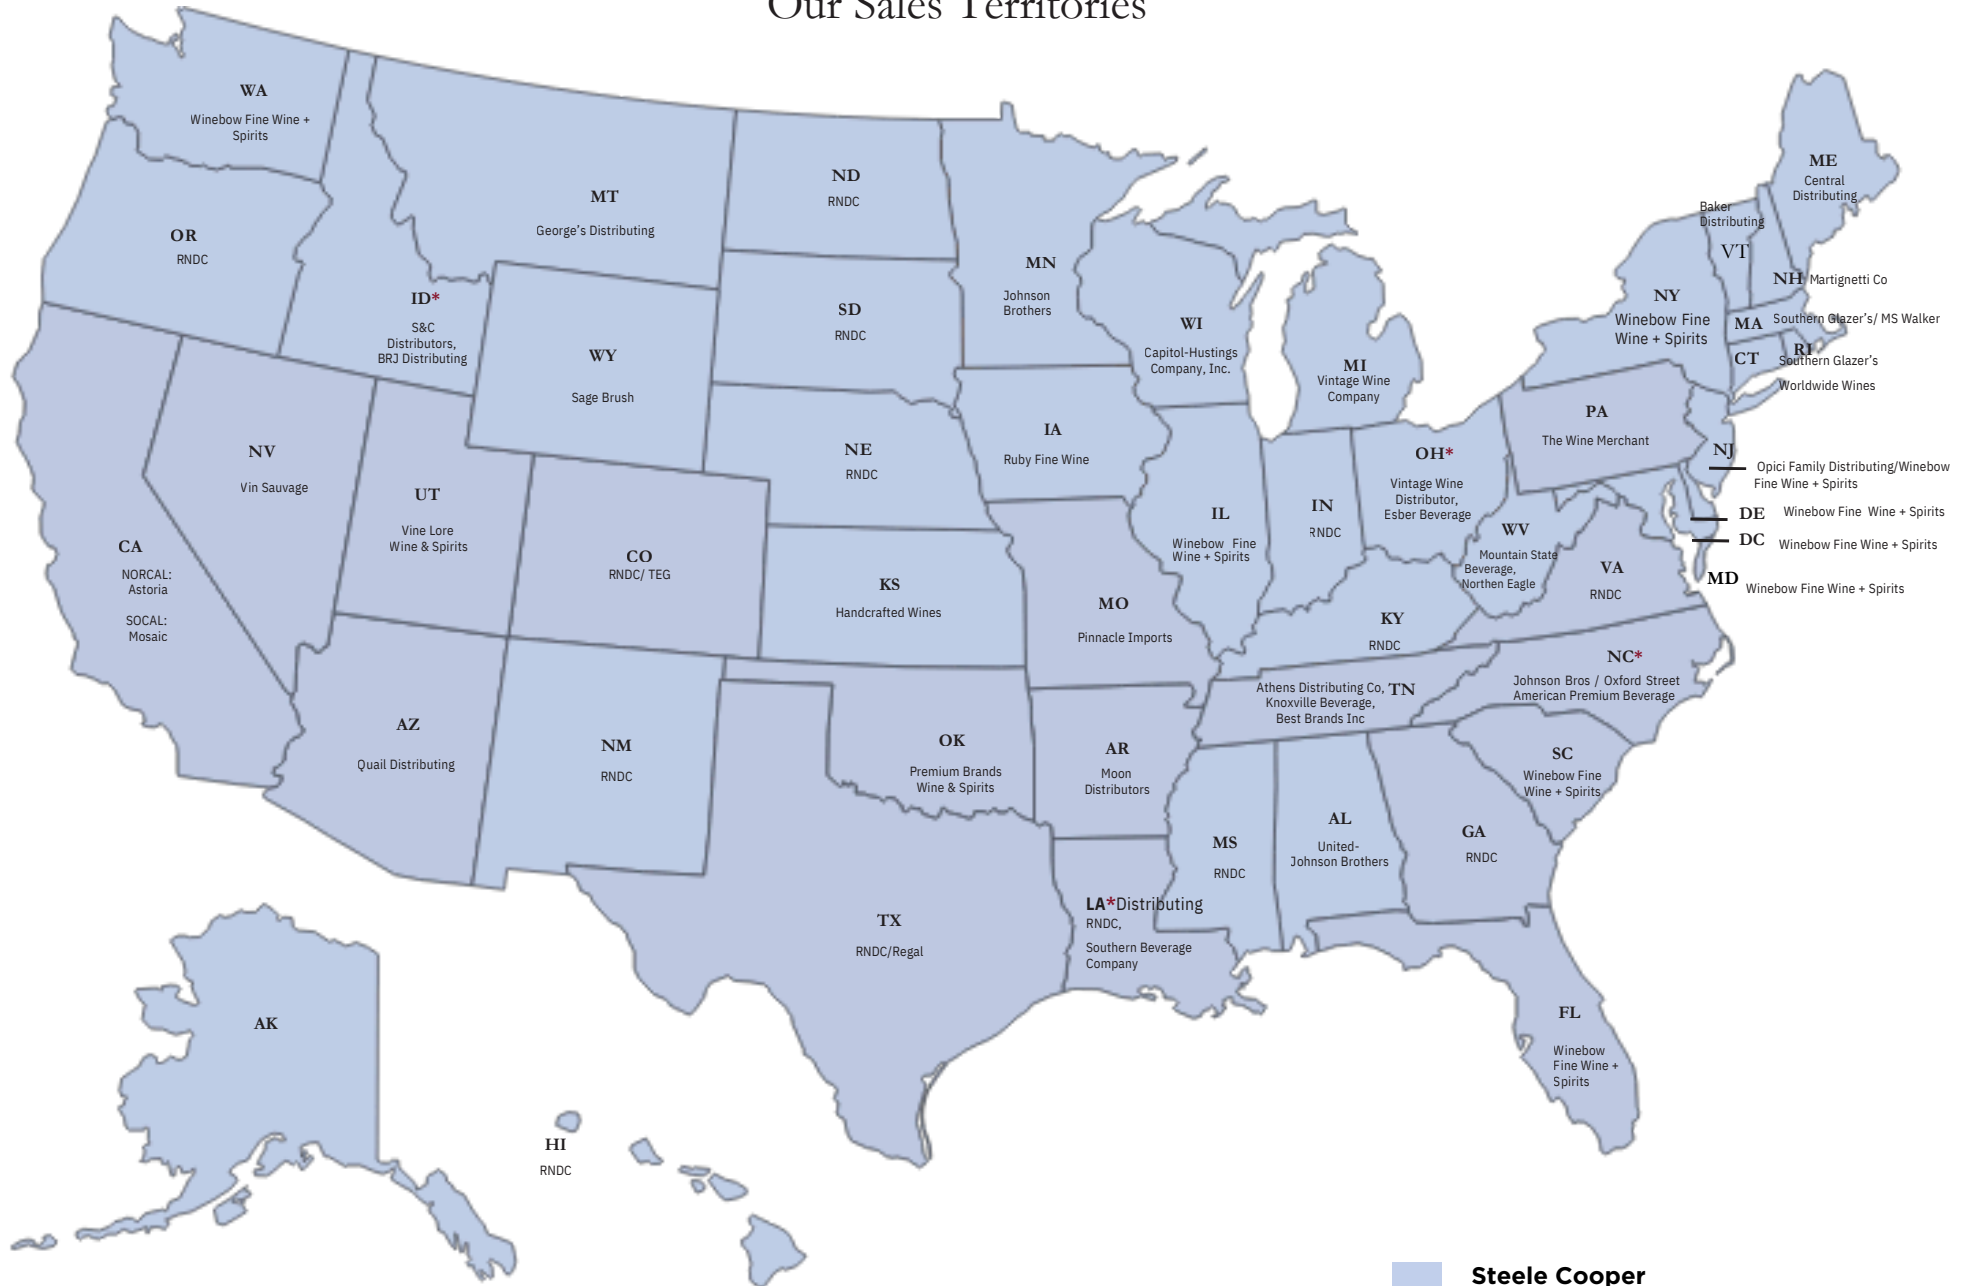 Our Sales Territories
WA
Winebow Fine Wine +
Spirits
OR
RNDC
ID*
S&C
Distributors,
BRJ Distributing
MT
George's Distributing
WY
Sage Brush
ND
RNDC
SD
RNDC
NE
RNDC
KS
Handcrafted Wines
MN
Johnson
Brothers
IA
Ruby Fine Wine
WI
Capitol-Hustings
Company, Inc.
MI
Vintage Wine
Company
IL
Winebow Fine
Wine + Spirits
IN
RNDC
OH*
Vintage Wine
Distributor,
Esber Beverage
WV
Mountain State
Beverage,
Northen Eagle
KY
RNDC
VA
RNDC
PA
The Wine Merchant
NY
Winebow Fine
Wine + Spirits
Baker
Distributing
VT
ME
Central
Distributing
NH Martignetti Co
MA Southern Glazer's/ MS Walker
RI
Southern Glazer's
CT
Worldwide Wines
NJ
Opici Family Distributing/Winebow
Fine Wine + Spirits
DE Winebow Fine Wine + Spirits
DC Winebow Fine Wine + Spirits
MD Winebow Fine Wine + Spirits
CA
NORCAL:
Astoria
SOCAL:
Mosaic
NV
Vin Sauvage
UT
Vine Lore
Wine & Spirits
CO
RNDC/ TEG
AZ
Quail Distributing
NM
RNDC
OK
Premium Brands
Wine & Spirits
TX
RNDC/Regal
MO
Pinnacle Imports
AR
Moon
Distributors
LA*Distributing
RNDC,
Southern Beverage
Company
MS
RNDC
AL
United-
Johnson Brothers
Athens Distributing Co, TN
Knoxville Beverage,
Best Brands Inc
NC*
Johnson Bros / Oxford Street
American Premium Beverage
SC
Winebow Fine
Wine + Spirits
GA
RNDC
FL
Winebow
Fine Wine +
Spirits
AK
HI
RNDC
Steele Cooper